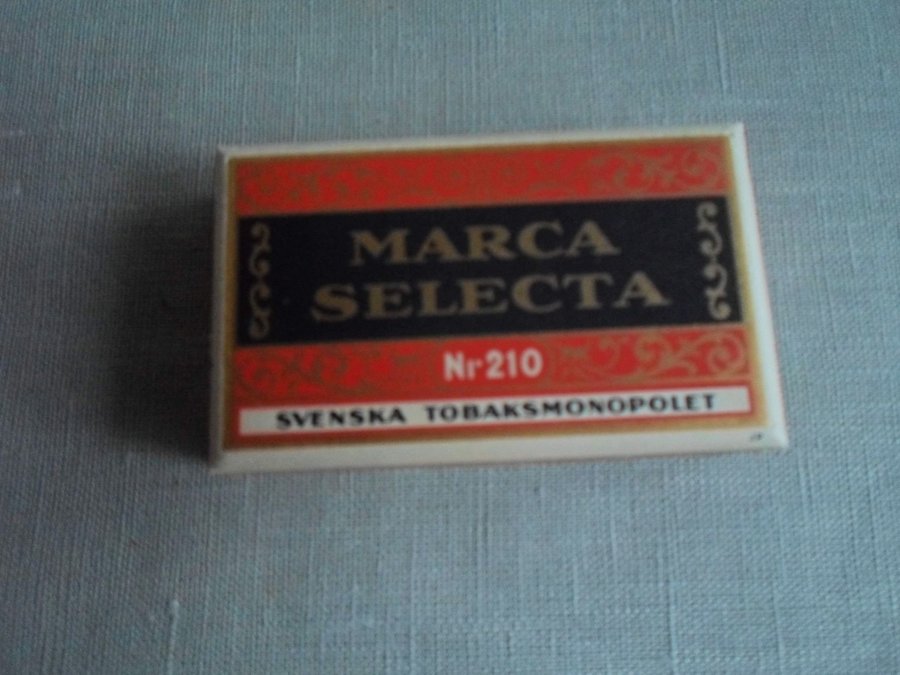 MARCA
SELECTA
Nr 210
SVENSKA TOBAKSMONOPOLET